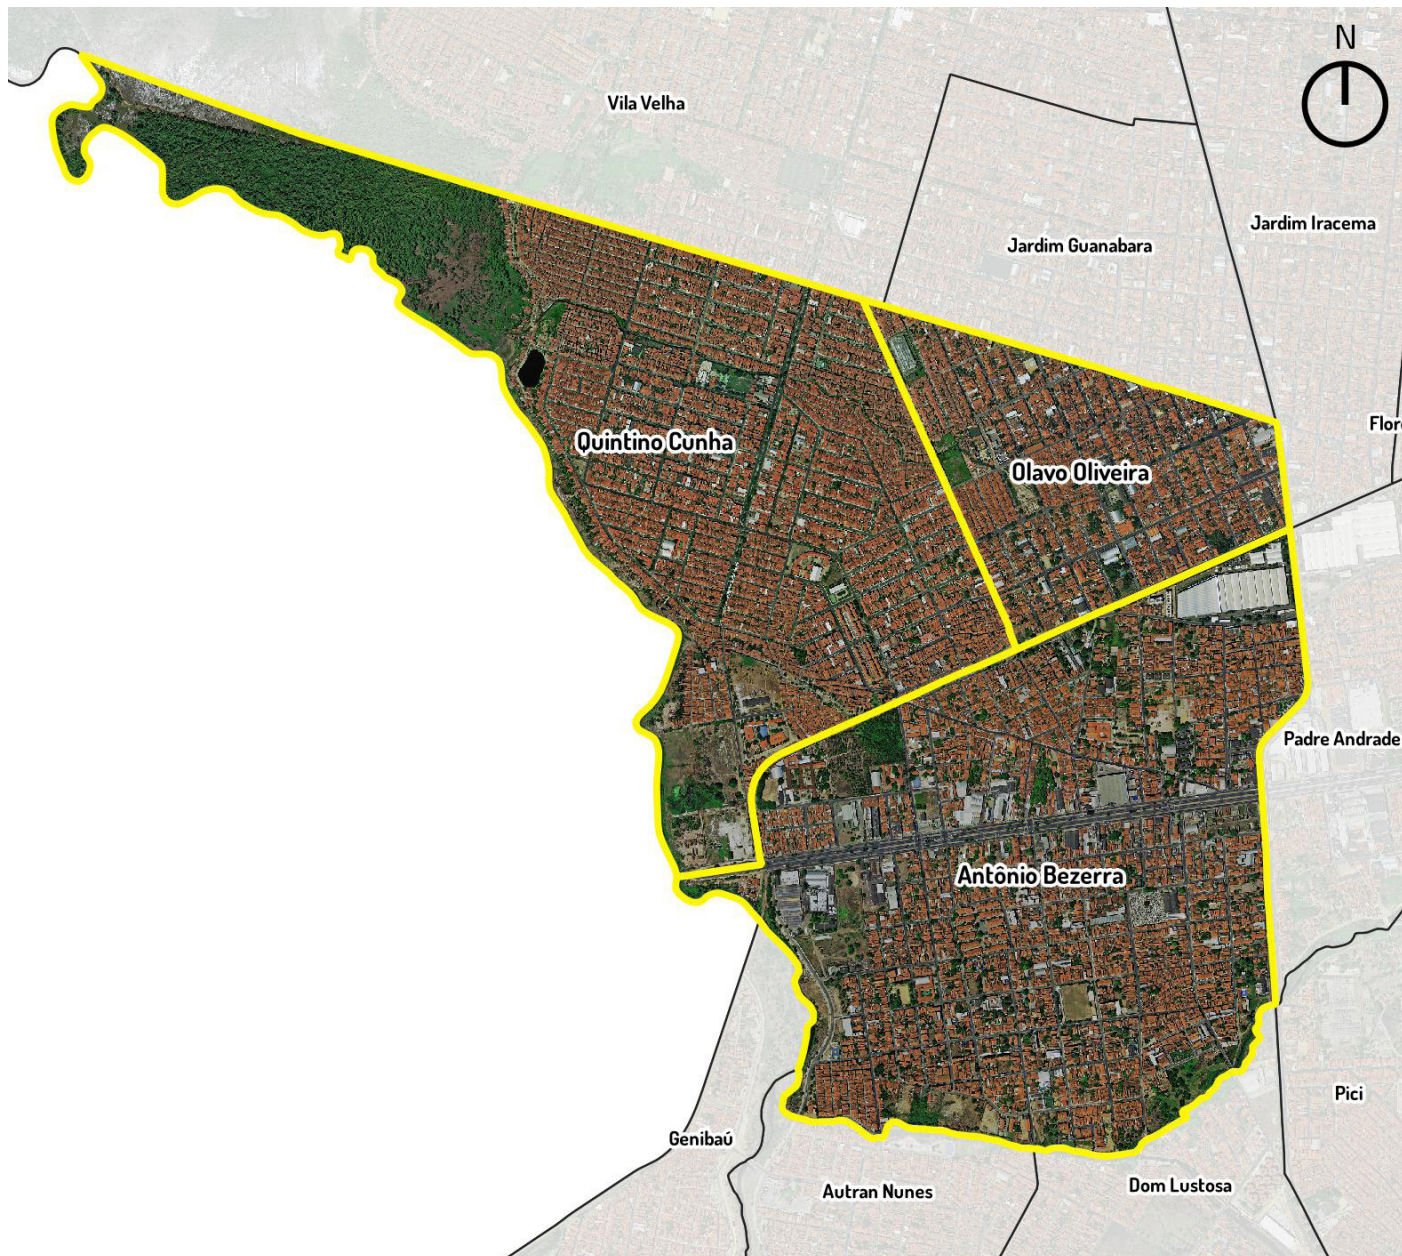 N
Vila Velha
Jardim Iracema
Jardim Guanabara
Flor
Quintino Cunha
Olavo Oliveira
Padre Andrade
Antônio Bezerra
Pici
Genibaú
Autran Nunes
Dom Lustosa